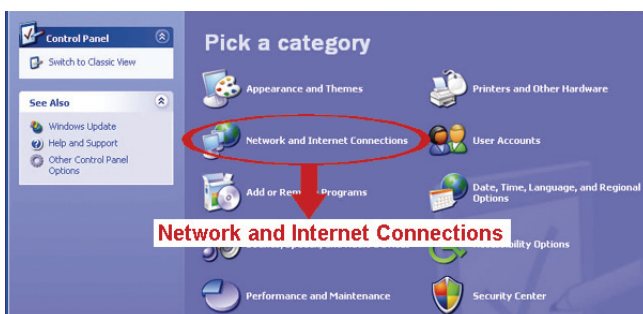 Control Panel
Switch to Classic View
See Also
Windows Update
Help and Support
Other Control Panel
Options
Pick a category
Appearance and Themes
Printers and Other Hardware
Network and Internet Connections
User Accounts
Add or Remove Programs
Date, Time, Language, and Regional
Options
Network and Internet Connections
Options
Performance and Maintenance
Security Center